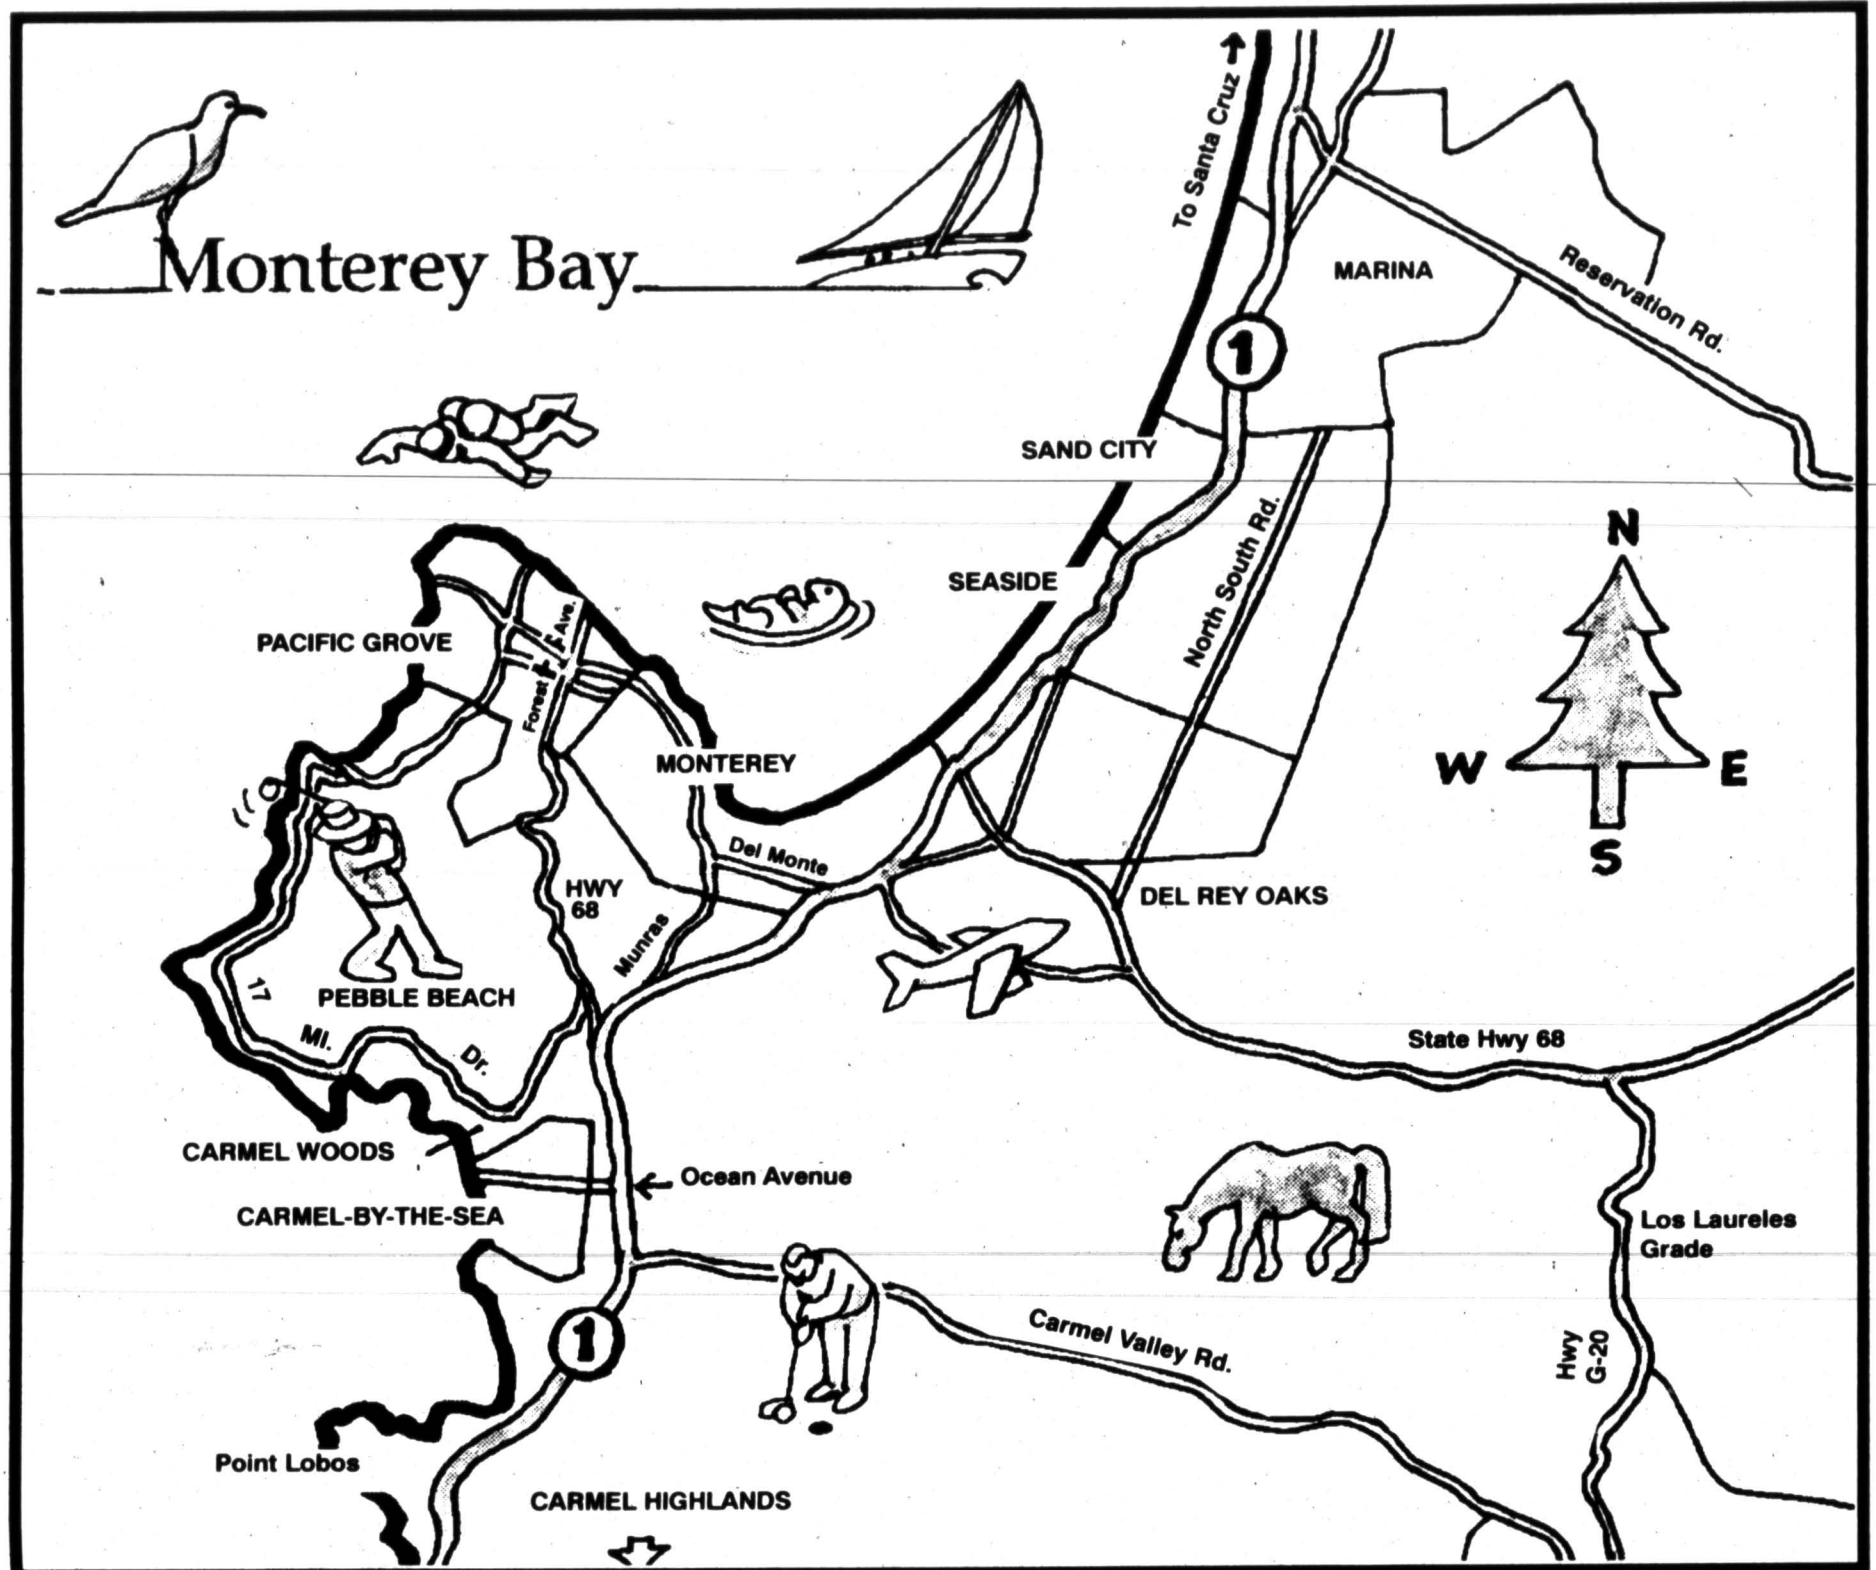 To Santa Cruz
Monterey Bay
MARINA
Reservation Rd.
1
SAND CITY
North South Rd.
N
SEASIDE
PACIFIC GROVE
Forest Ave.
MONTEREY
W
E
S
Del Monte
HWY
68
DEL REY OAKS
Munras
17
MI.
Dr.
PEBBLE BEACH
State Hwy 68
CARMEL WOODS
Ocean Avenue
CARMEL-BY-THE-SEA
Los Laureles
Grade
1
Carmel Valley Rd.
Hwy
G-20
Point Lobos
CARMEL HIGHLANDS